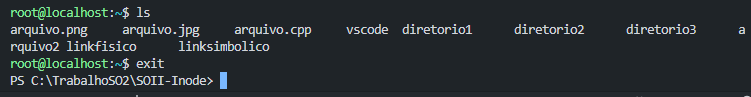 root@localhost:~$ ls
arquivo.png arquivo.jpg arquivo.cpp vscode diretorio1 diretorio2 diretorio3 a
rquivo2 linkfisico linksimbolico
root@localhost:~$ exit
PS C:\TrabalhoSO2\SOII-Inode>